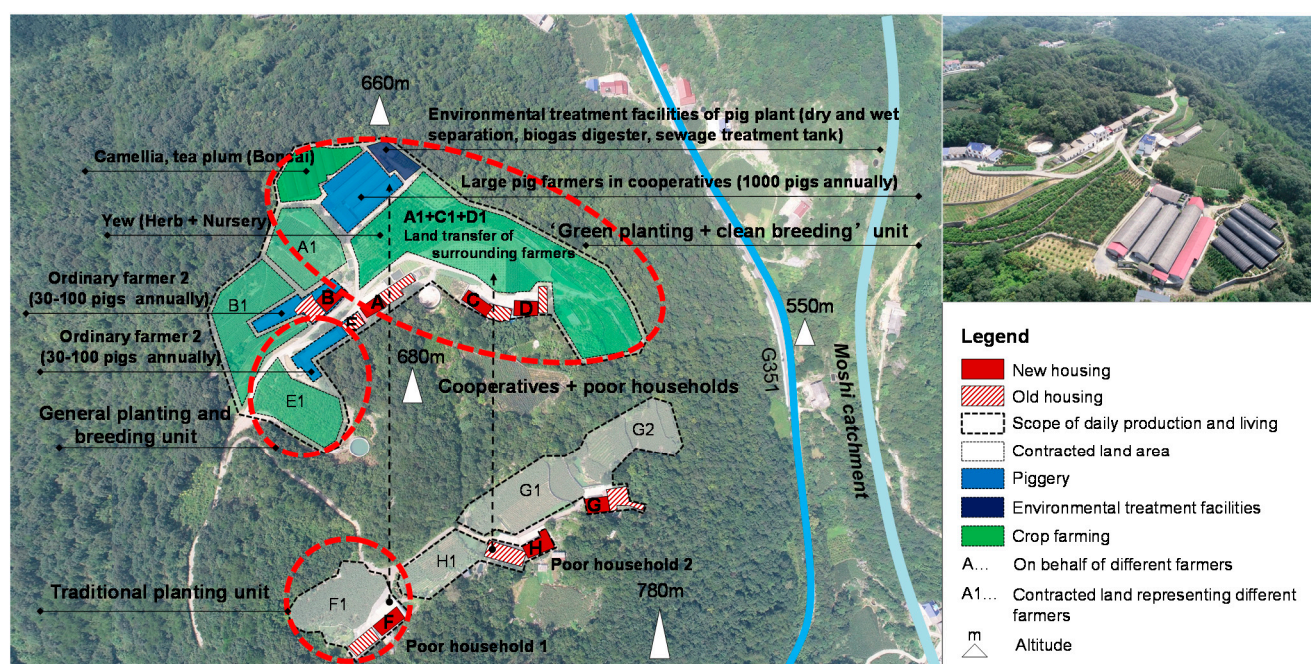 660m
Environmental treatment facilities of pig plant (dry and wet
separation, biogas digester, sewage treatment tank)
Camellia, tea plum (Bonsai)
Large pig farmers in cooperatives (1000 pigs annually)
Yew (Herb + Nursery)
A1+C1+D1
Land transfer of
surrounding farmers
‘Green planting + clean breeding’ unit
A1
Ordinary farmer 2
(30-100 pigs annually)
B1
B
A
C
D
E
Ordinary farmer 2
(30-100 pigs annually)
680m
550m
G351
Moshi catchment
Cooperatives + poor households
E1
General planting and
breeding unit
G2
G1
G
H1
H
Poor household 2
Traditional planting unit
F1
F
780m
Poor household 1
Legend
New housing
Old housing
Scope of daily production and living
Contracted land area
Piggery
Environmental treatment facilities
Crop farming
A... On behalf of different farmers
A1... Contracted land representing different
farmers
m
Altitude